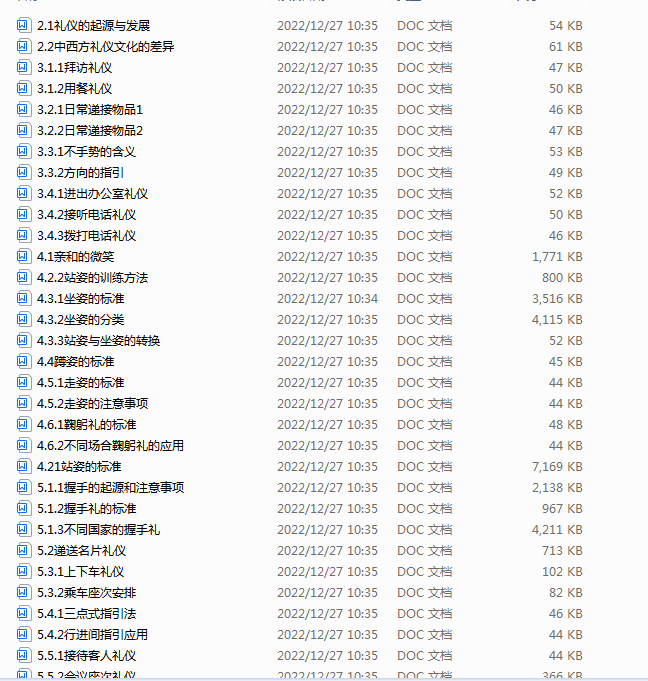 2.1礼仪的起源与发展 2022/12/27 10:35 DOC 文档 54 KB
2.2中西方礼仪文化的差异 2022/12/27 10:35 DOC 文档 61 KB
3.1.1拜访礼仪 2022/12/27 10:35 DOC 文档 47 KB
3.1.2用餐礼仪 2022/12/27 10:35 DOC 文档 50 KB
3.2.1日常递接物品1 2022/12/27 10:35 DOC 文档 46 KB
3.2.2日常递接物品2 2022/12/27 10:35 DOC 文档 47 KB
3.3.1不手势的含义 2022/12/27 10:35 DOC 文档 53 KB
3.3.2方向的指引 2022/12/27 10:35 DOC 文档 49 KB
3.4.1进出办公室礼仪 2022/12/27 10:35 DOC 文档 52 KB
3.4.2接听电话礼仪 2022/12/27 10:35 DOC 文档 50 KB
3.4.3拨打电话礼仪 2022/12/27 10:35 DOC 文档 46 KB
4.1亲和的微笑 2022/12/27 10:35 DOC 文档 1,771 KB
4.2.2站姿的训练方法 2022/12/27 10:35 DOC 文档 800 KB
4.3.1坐姿的标准 2022/12/27 10:34 DOC 文档 3,516 KB
4.3.2坐姿的分类 2022/12/27 10:35 DOC 文档 4,115 KB
4.3.3站姿与坐姿的转换 2022/12/27 10:35 DOC 文档 52 KB
4.4蹲姿的标准 2022/12/27 10:35 DOC 文档 45 KB
4.5.1走姿的标准 2022/12/27 10:35 DOC 文档 44 KB
4.5.2走姿的注意事项 2022/12/27 10:35 DOC 文档 44 KB
4.6.1鞠躬礼的标准 2022/12/27 10:35 DOC 文档 48 KB
4.6.2不同场合鞠躬礼的应用 2022/12/27 10:35 DOC 文档 44 KB
4.21站姿的标准 2022/12/27 10:35 DOC 文档 7,169 KB
5.1.1握手的起源和注意事项 2022/12/27 10:35 DOC 文档 2,138 KB
5.1.2握手礼的标准 2022/12/27 10:35 DOC 文档 967 KB
5.1.3不同国家的握手礼 2022/12/27 10:35 DOC 文档 4,211 KB
5.2递送名片礼仪 2022/12/27 10:35 DOC 文档 713 KB
5.3.1上下车礼仪 2022/12/27 10:35 DOC 文档 102 KB
5.3.2乘车座次安排 2022/12/27 10:35 DOC 文档 82 KB
5.4.1三点式指引法 2022/12/27 10:35 DOC 文档 46 KB
5.4.2行进间指引应用 2022/12/27 10:35 DOC 文档 44 KB
5.5.1接待客人礼仪 2022/12/27 10:35 DOC 文档 44 KB
5.5.2会议座次礼仪 2022/12/27 10:35 DOC 文档 366 KB